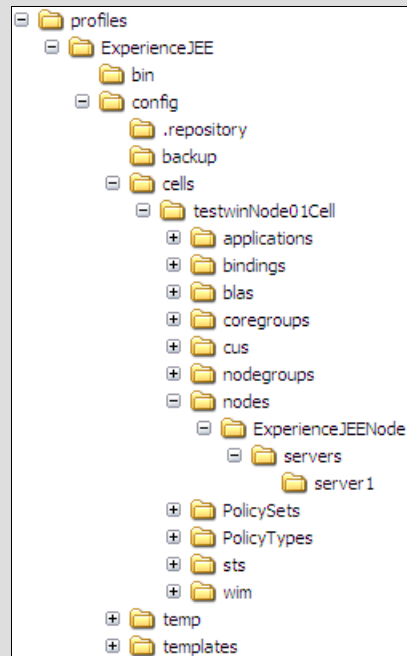 profiles
ExperienceJEE
bin
config
.repository
backup
cells
testwinNode01Cell
applications
bindings
blas
coregroups
cus
nodegroups
nodes
ExperienceJEENode
servers
server1
PolicySets
PolicyTypes
sts
wim
temp
templates